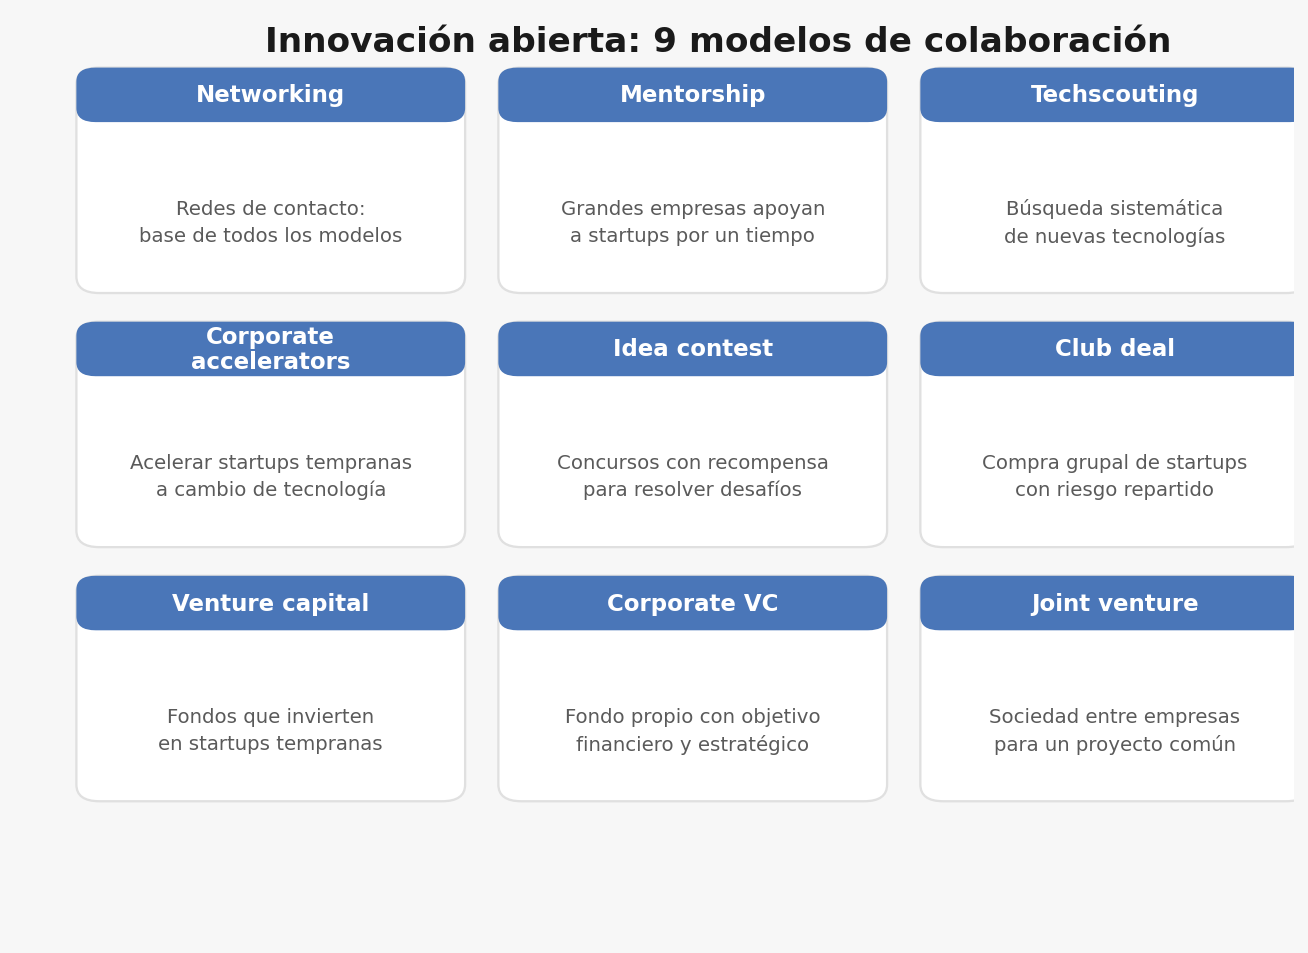 Innovación abierta: 9 modelos de colaboración
Networking
Redes de contacto:
base de todos los modelos
Mentorship
Grandes empresas apoyan
a startups por un tiempo
Techscouting
Búsqueda sistemática
de nuevas tecnologías
Corporate
accelerators
Acelerar startups tempranas
a cambio de tecnología
Idea contest
Concursos con recompensa
para resolver desafíos
Club deal
Compra grupal de startups
con riesgo repartido
Venture capital
Fondos que invierten
en startups tempranas
Corporate VC
Fondo propio con objetivo
financiero y estratégico
Joint venture
Sociedad entre empresas
para un proyecto común